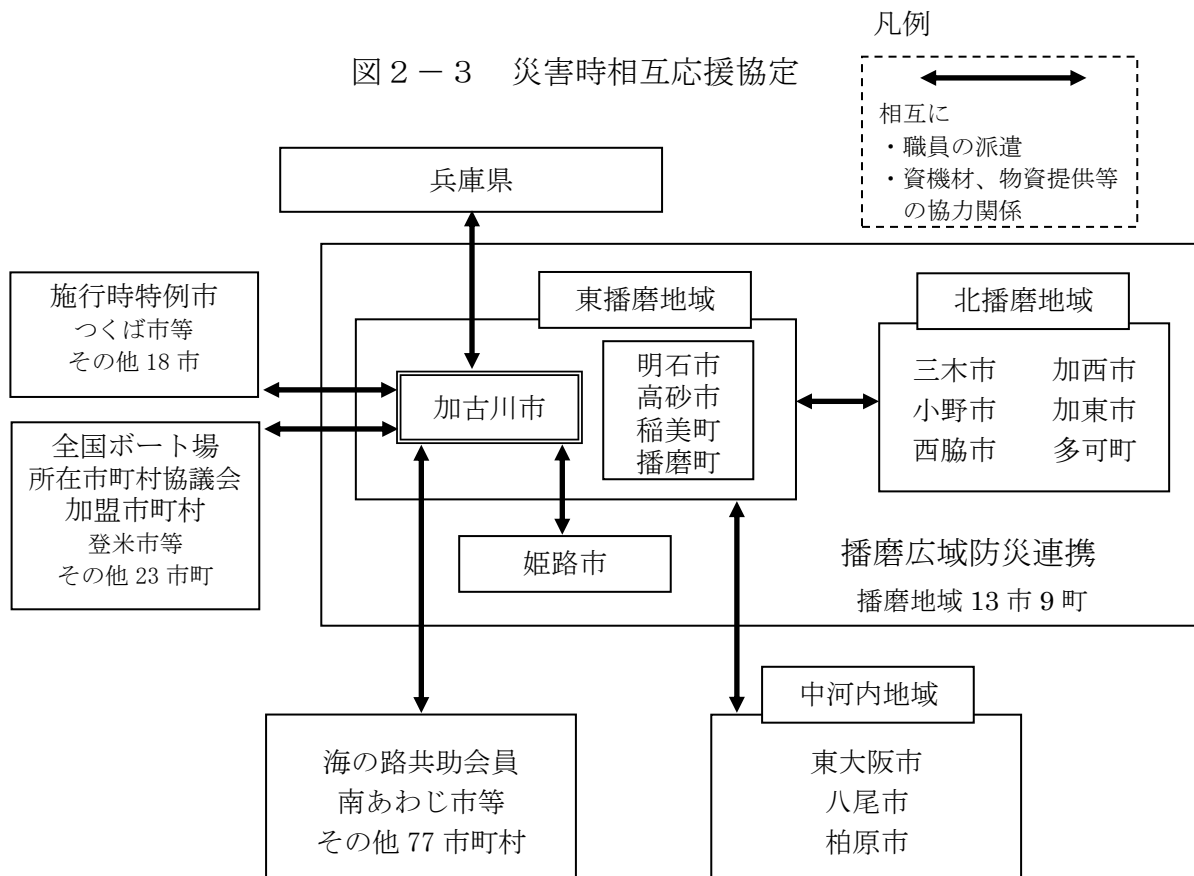 凡例
図２－３　災害時相互応援協定
相互に
・職員の派遣
・資機材、物資提供等
の協力関係
兵庫県
施行時特例市
つくば市等
その他 18 市
東播磨地域
北播磨地域
加古川市
明石市
高砂市
稲美町
播磨町
三木市　加西市
小野市　加東市
西脇市　多可町
全国ボート場
所在市町村協議会
加盟市町村
登米市等
その他 23 市町
姫路市
播磨広域防災連携
播磨地域 13 市 9 町
中河内地域
海の路共助会員
南あわじ市等
その他 77 市町村
東大阪市
八尾市
柏原市